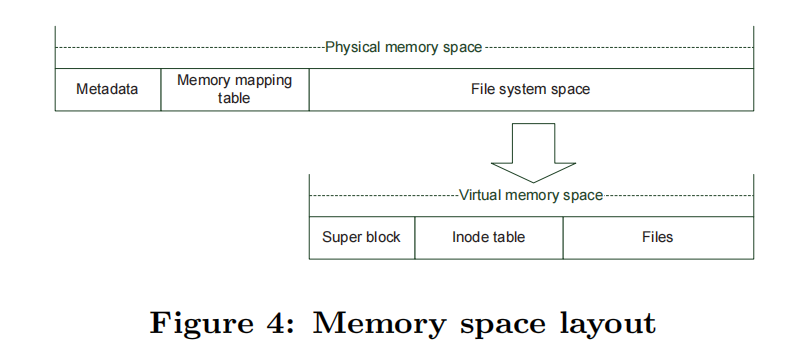 Physical memory space
Metadata
Memory mapping
table
File system space
Virtual memory space
Super block
Inode table
Files
Figure 4: Memory space layout